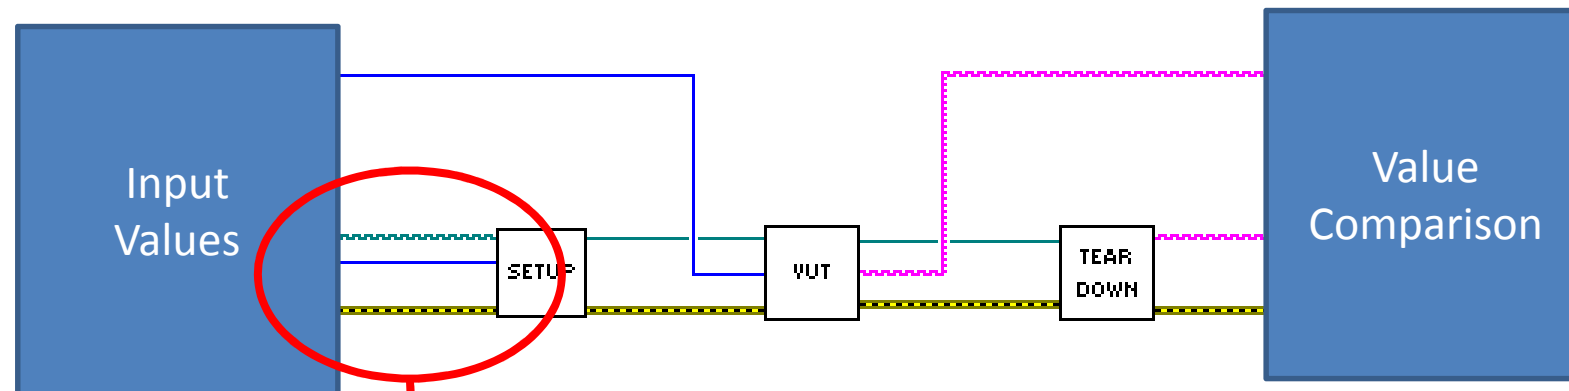 Input
Values
SETUP
VUT
TEAR
DOWN
Value
Comparison